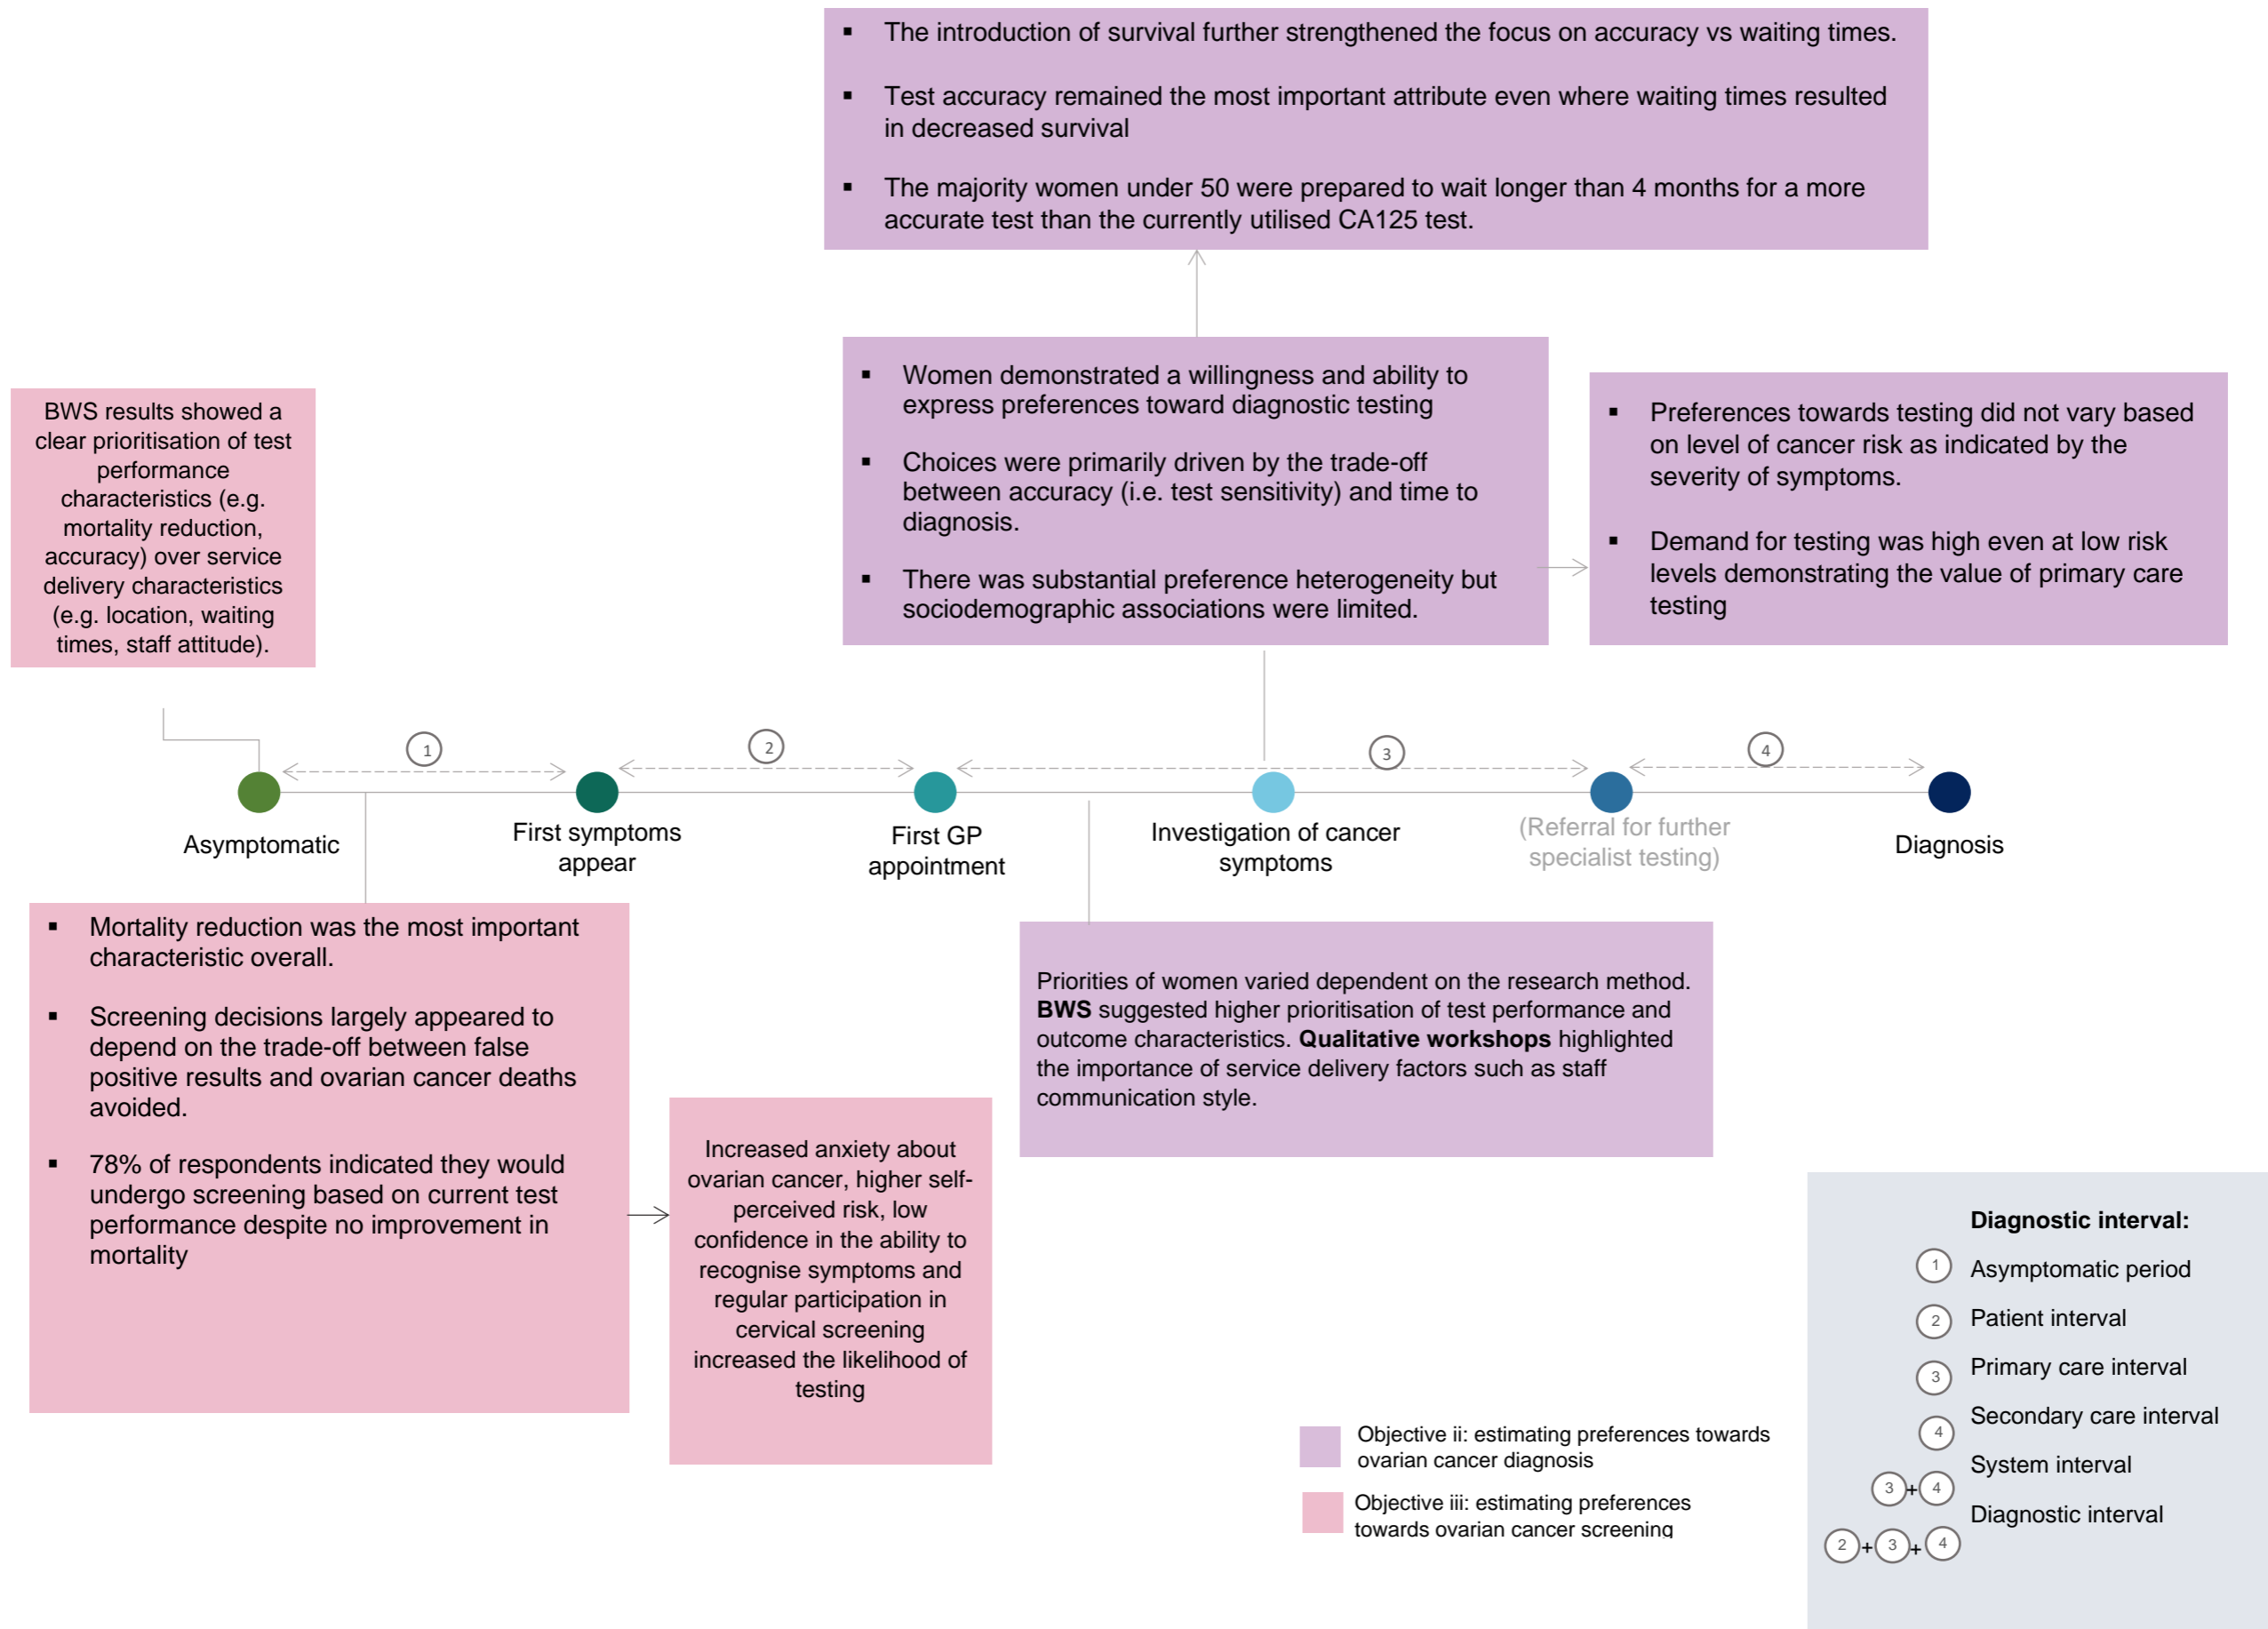 ▪ The introduction of survival further strengthened the focus on accuracy vs waiting times.
▪ Test accuracy remained the most important attribute even where waiting times resulted
in decreased survival
▪ The majority women under 50 were prepared to wait longer than 4 months for a more
accurate test than the currently utilised CA125 test.
BWS results showed a
clear prioritisation of test
performance
characteristics (e.g.
mortality reduction,
accuracy) over service
delivery characteristics
(e.g. location, waiting
times, staff attitude).
▪ Women demonstrated a willingness and ability to
express preferences toward diagnostic testing
▪ Choices were primarily driven by the trade-off
between accuracy (i.e. test sensitivity) and time to
diagnosis.
▪ There was substantial preference heterogeneity but
sociodemographic associations were limited.
▪ Preferences towards testing did not vary based
on level of cancer risk as indicated by the
severity of symptoms.
▪ Demand for testing was high even at low risk
levels demonstrating the value of primary care
testing
1
2
3
4
Asymptomatic
First symptoms
appear
First GP
appointment
Investigation of cancer
symptoms
(Referral for further
specialist testing)
Diagnosis
▪ Mortality reduction was the most important
characteristic overall.
▪ Screening decisions largely appeared to
depend on the trade-off between false
positive results and ovarian cancer deaths
avoided.
▪ 78% of respondents indicated they would
undergo screening based on current test
performance despite no improvement in
mortality
Increased anxiety about
ovarian cancer, higher self-
perceived risk, low
confidence in the ability to
recognise symptoms and
regular participation in
cervical screening
increased the likelihood of
testing
Priorities of women varied dependent on the research method.
BWS suggested higher prioritisation of test performance and
outcome characteristics. Qualitative workshops highlighted
the importance of service delivery factors such as staff
communication style.
Objective ii: estimating preferences towards
ovarian cancer diagnosis
Objective iii: estimating preferences
towards ovarian cancer screening
Diagnostic interval:
1 Asymptomatic period
2 Patient interval
3 Primary care interval
4 Secondary care interval
3+4 System interval
2+3+4 Diagnostic interval